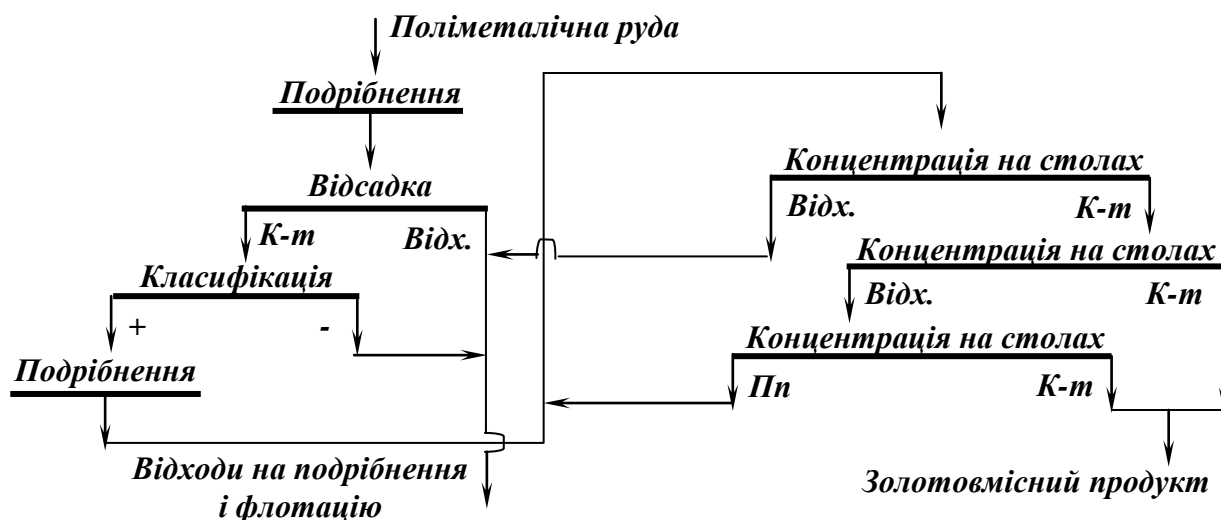 Поліметалічна руда
Подрібнення
Відсадка
К-т
Відх.
Класифікація
+
-
Подрібнення
Відходи на подрібнення
і флотацію
Концентрація на столах
Відх.
К-т
Концентрація на столах
Відх.
К-т
Концентрація на столах
Пп
К-т
Золотовмісний продукт